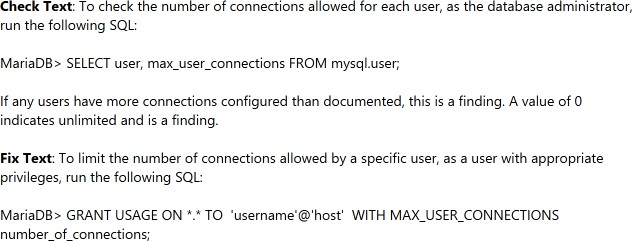 Check Text: To check the number of connections allowed for each user, as the database administrator,
run the following SQL:
MariaDB> SELECT user, max_user_connections FROM mysql.user;
If any users have more connections configured than documented, this is a finding. A value of 0
indicates unlimited and is a finding.
Fix Text: To limit the number of connections allowed by a specific user, as a user with appropriate
privileges, run the following SQL:
MariaDB> GRANT USAGE ON *.* TO  'username'@'host'  WITH MAX_USER_CONNECTIONS
number_of_connections;